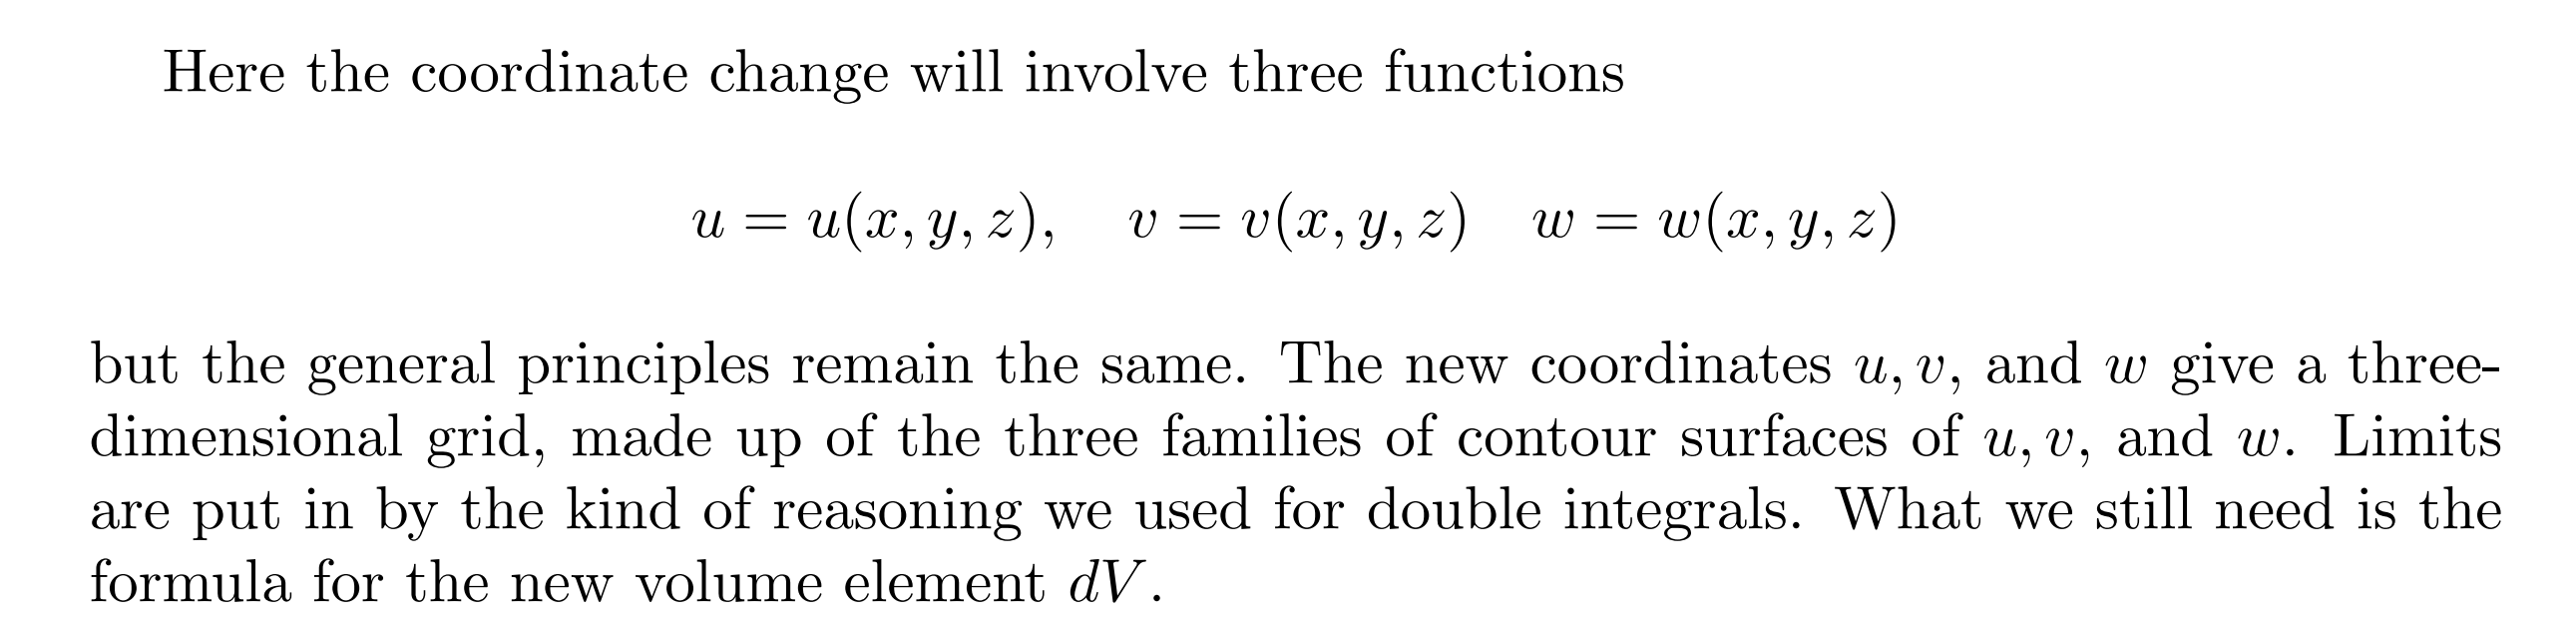 Here the coordinate change will involve three functions
u = u(x, y, z), v = v(x, y, z) w = w(x, y, z)
but the general principles remain the same. The new coordinates u, v, and w give a three-
dimensional grid, made up of the three families of contour surfaces of u, v, and w. Limits
are put in by the kind of reasoning we used for double integrals. What we still need is the
formula for the new volume element dV.